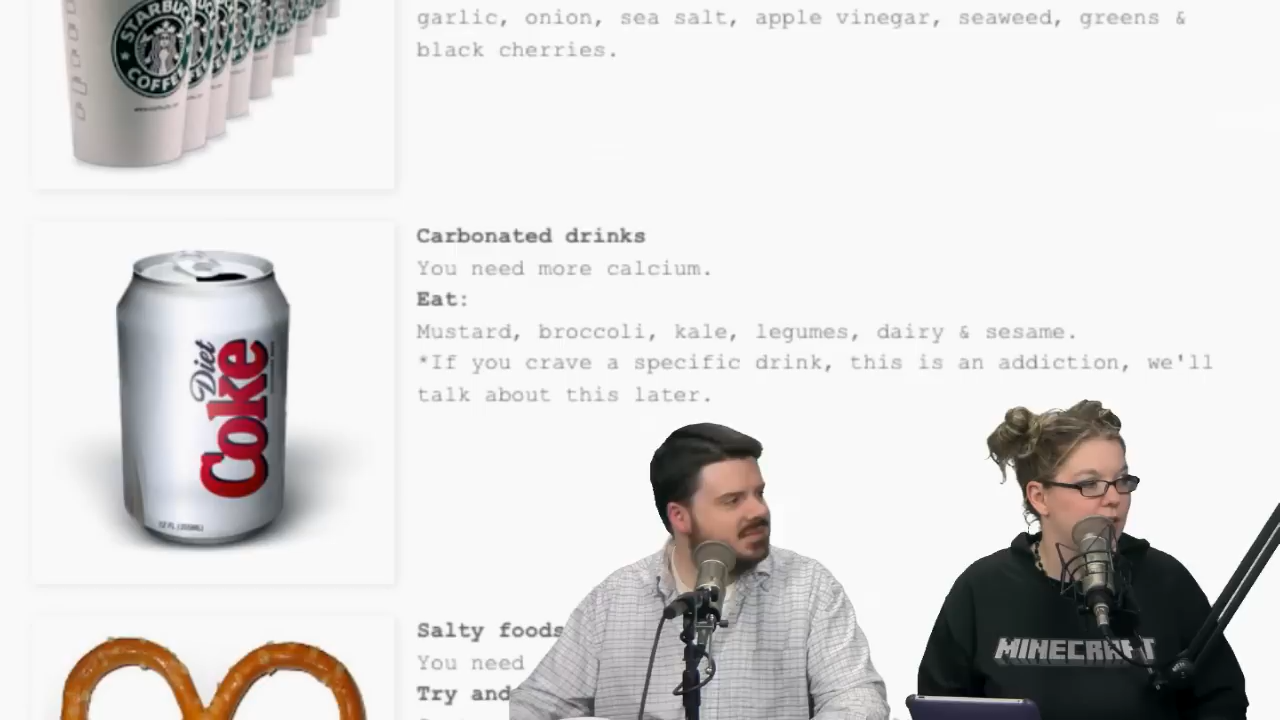 STARBUCKS
COFFEE
garlic, onion, sea salt, apple vinegar, seaweed, greens &
black cherries.
Carbonated drinks
You need more calcium.
Eat:
Mustard, broccoli, kale, legumes, dairy & sesame.
*If you crave a specific drink, this is an addiction, we'll
talk about this later.
Diet
Coke
Salty foods
You need
Try and
MINECRAFT